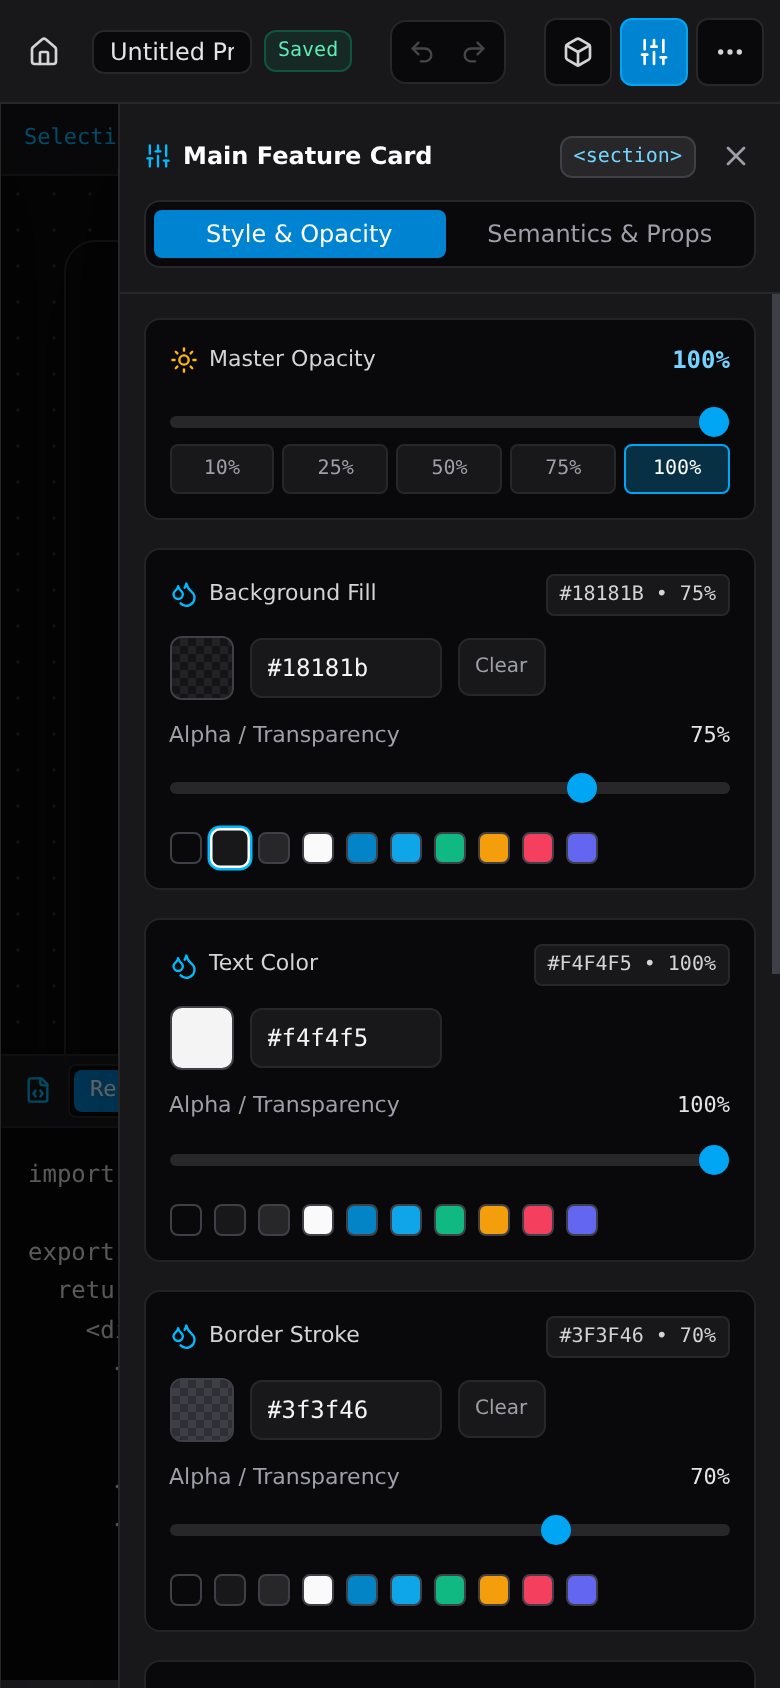 Untitled Pr
Saved
Selecti
Main Feature Card
<section>
Style & Opacity
Semantics & Props
Master Opacity
100%
10%
25%
50%
75%
100%
Background Fill
#18181B • 75%
#18181b
Clear
Alpha / Transparency
75%
Text Color
#F4F4F5 • 100%
#f4f4f5
Alpha / Transparency
100%
Border Stroke
#3F3F46 • 70%
#3f3f46
Clear
Alpha / Transparency
70%
Re
import
export
retu
<di